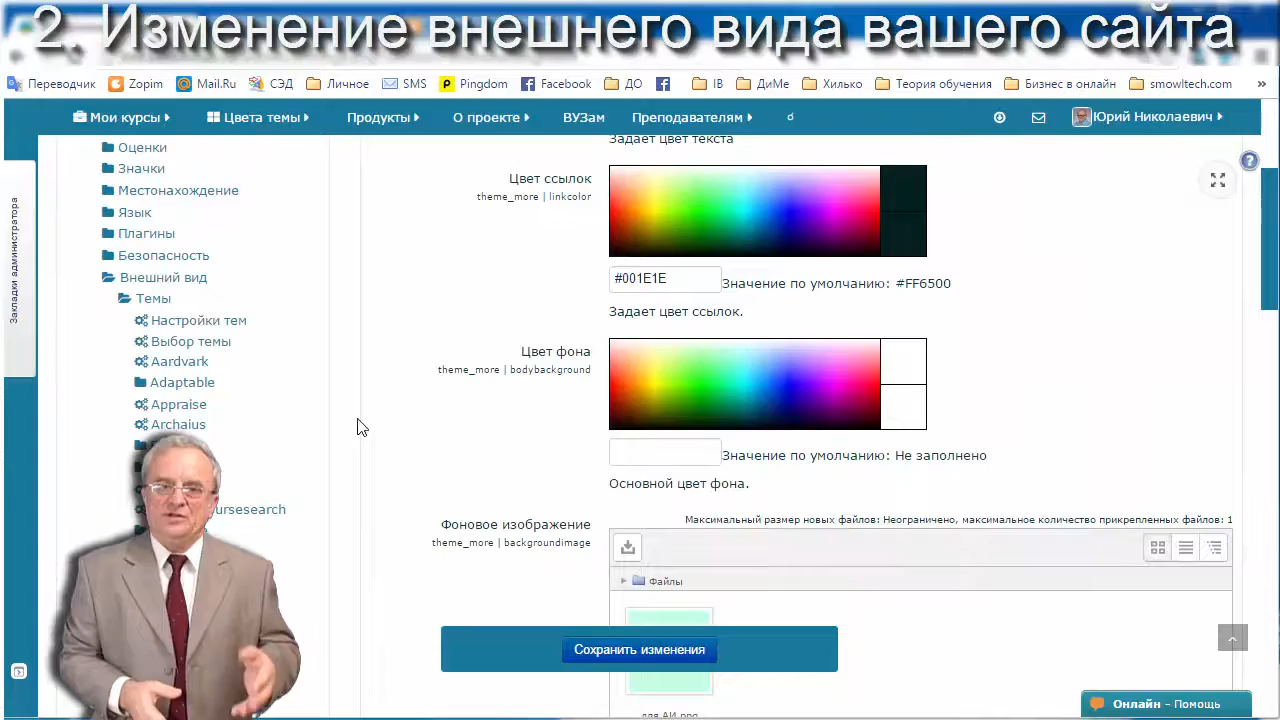 2. Изменение внешнего вида вашего сайта
Переводчик Zopim Mail.Ru СЭД Личное SMS Pingdom Facebook ДО IB ДиМе Хилько Теория обучения Бизнес в онлайн smowltech.com »
Мои курсы Цвета темы Продукты О проекте ВУЗам Преподавателям Юрий Николаевич
Закладки администратора
Оценки
Значки
Местонахождение
Язык
Плагины
Безопасность
Внешний вид
Темы
Настройки тем
Выбор темы
Aardvark
Adaptable
Appraise
Archaius
ursesearch
Задает цвет текста
Цвет ссылок
theme_more | linkcolor
#001E1E Значение по умолчанию: #FF6500
Задает цвет ссылок.
Цвет фона
theme_more | bodybackground
Значение по умолчанию: Не заполнено
Основной цвет фона.
Фоновое изображение
theme_more | backgroundimage
Максимальный размер новых файлов: Неограничено, максимальное количество прикрепленных файлов: 1
Файлы
Сохранить изменения
для АИ.png
Онлайн - Помощь